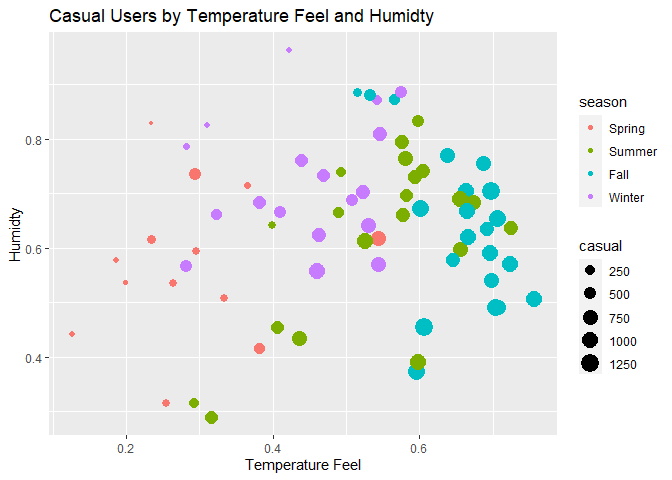 Casual Users by Temperature Feel and Humidty
Humidty
0.8
0.6
0.4
0.2
0.4
0.6
Temperature Feel
season
Spring
Summer
Fall
Winter
casual
250
500
750
1000
1250